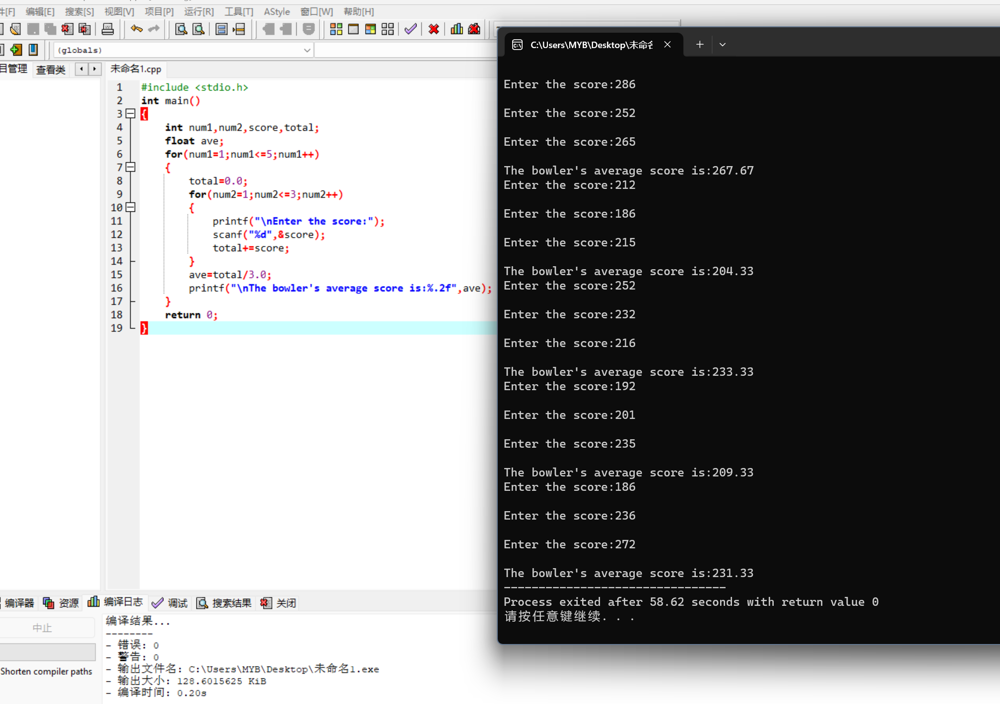 件[F] 编辑[E] 搜索[S] 视图[V] 项目[P] 运行[R] 工具[T] AStyle 窗口[W] 帮助[H]
(globals)
目管理 查看类 未命名1.cpp
1 #include <stdio.h>
2 int main()
3 {
4 int num1,num2,score,total;
5 float ave;
6 for(num1=1;num1<=5;num1++)
7 {
8 total=0.0;
9 for(num2=1;num2<=3;num2++)
10 {
11 printf("\nEnter the score:");
12 scanf("%d",&score);
13 total+=score;
14 }
15 ave=total/3.0;
16 printf("\nThe bowler's average score is:%.2f",ave);
17 }
18 return 0;
19 }
编译器 资源 编译日志 调试 搜索结果 关闭
中止
Shorten compiler paths
编译结果...
--------
- 错误: 0
- 警告: 0
- 输出文件名: C:\Users\MYB\Desktop\未命名1.exe
- 输出大小: 128.6015625 KiB
- 编译时间: 0.20s
C:\Users\MYB\Desktop\未命名
Enter the score:286
Enter the score:252
Enter the score:265
The bowler's average score is:267.67
Enter the score:212
Enter the score:186
Enter the score:215
The bowler's average score is:204.33
Enter the score:252
Enter the score:232
Enter the score:216
The bowler's average score is:233.33
Enter the score:192
Enter the score:201
Enter the score:235
The bowler's average score is:209.33
Enter the score:186
Enter the score:236
Enter the score:272
The bowler's average score is:231.33
--------------------------------
Process exited after 58.62 seconds with return value 0
请按任意键继续. . .